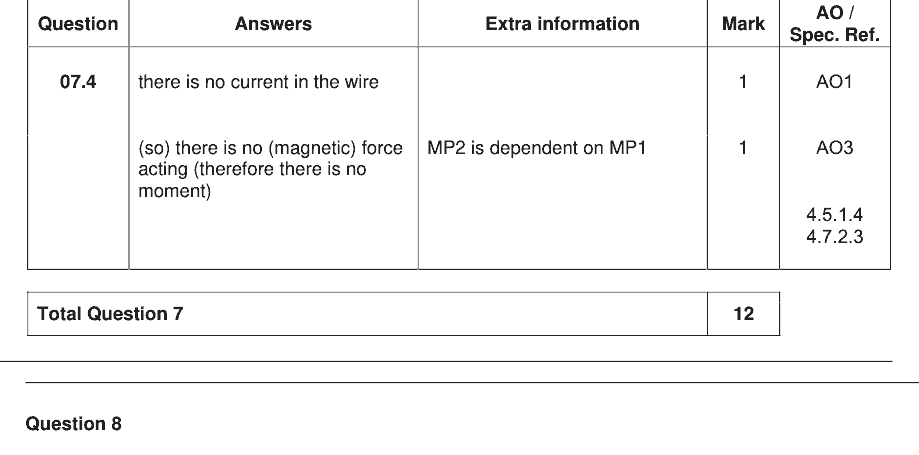 Question Answers Extra information Mark AO /
Spec. Ref.
07.4 there is no current in the wire 1 AO1
(so) there is no (magnetic) force MP2 is dependent on MP1 1 AO3
acting (therefore there is no
moment)
4.5.1.4
4.7.2.3
Total Question 7 12
Question 8